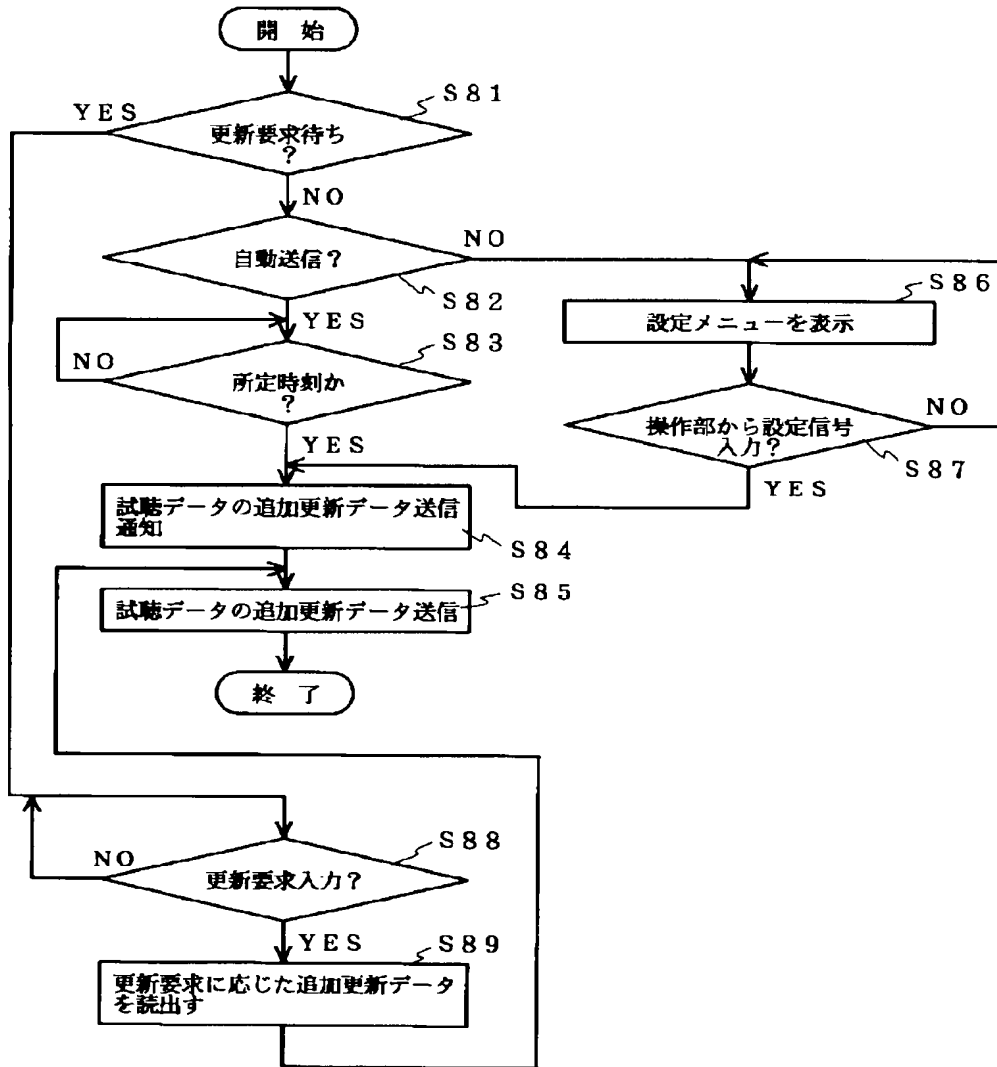 開 始
S81
YES
更新要求待ち
?
NO
自動送信?
NO
S82
YES
S86
設定メニューを表示
S83
NO
所定時刻か
?
YES
操作部から設定信号
入力?
NO
S87
YES
試聴データの追加更新データ送信
通知
S84
S85
試聴データの追加更新データ送信
終 了
S88
NO
更新要求入力?
YES
S89
更新要求に応じた追加更新データ
を読出す